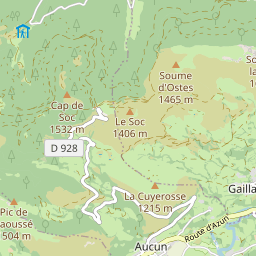 Soume
d'Ostes
1465 m
Cap de
Soc
1532 m
Le Soc
1406 m
D 928
La Cuyerosse
1215 m
Gailla
Pic de
aoussé
504 m
Route d'Azun
Aucun